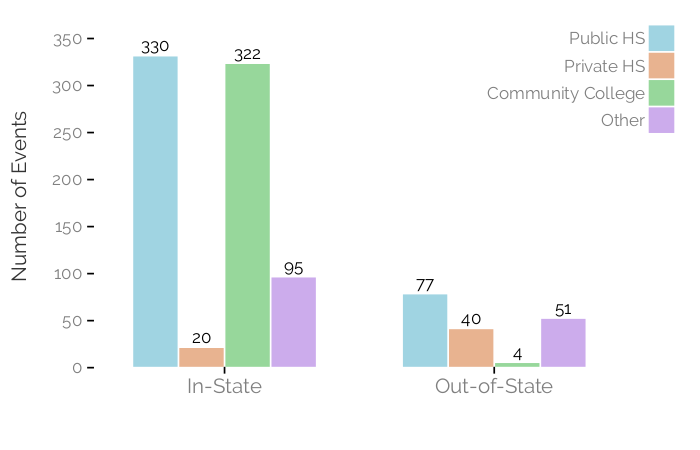 Public HS
Private HS
Community College
Other
Number of Events
350
300
250
200
150
100
50
0
330
20
322
95
77
40
4
51
In-State
Out-of-State